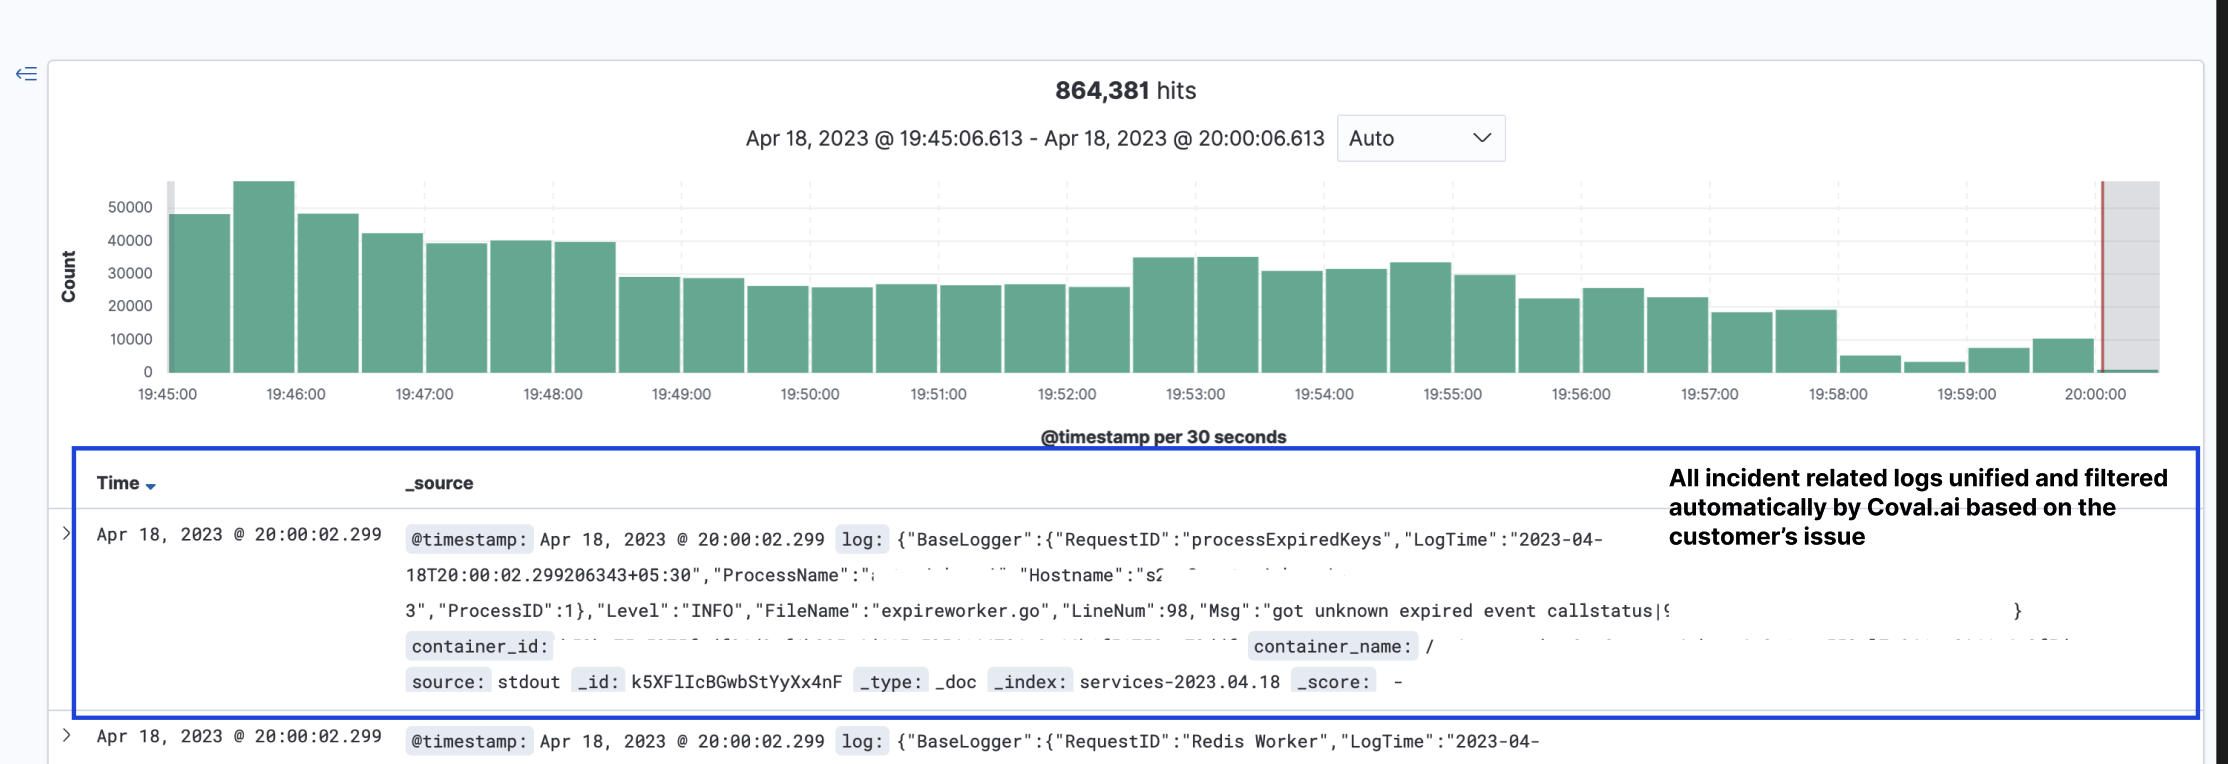 864,381 hits
Apr 18, 2023 @ 19:45:06.613 - Apr 18, 2023 @ 20:00:06.613 Auto
Count
50000
40000
30000
20000
10000
0
19:45:00 19:46:00 19:47:00 19:48:00 19:49:00 19:50:00 19:51:00 19:52:00 19:53:00 19:54:00 19:55:00 19:56:00 19:57:00 19:58:00 19:59:00 20:00:00
@timestamp per 30 seconds
Time _source
All incident related logs unified and filtered
automatically by Coval.ai based on the
customer’s issue
Apr 18, 2023 @ 20:00:02.299 @timestamp: Apr 18, 2023 @ 20:00:02.299 log: {"BaseLogger":{"RequestID":"processExpiredKeys","LogTime":"2023-04-
18T20:00:02.299206343+05:30","ProcessName":" "Hostname":"
3","ProcessID":1},"Level":"INFO","FileName":"expireworker.go","LineNum":98,"Msg":"got unknown expired event callstatus| }
container_id: container_name: /
source: stdout _id: k5XFlIcBGwbStYyXx4nF _type: _doc _index: services-2023.04.18 _score: -
Apr 18, 2023 @ 20:00:02.299 @timestamp: Apr 18, 2023 @ 20:00:02.299 log: {"BaseLogger":{"RequestID":"Redis Worker","LogTime":"2023-04-